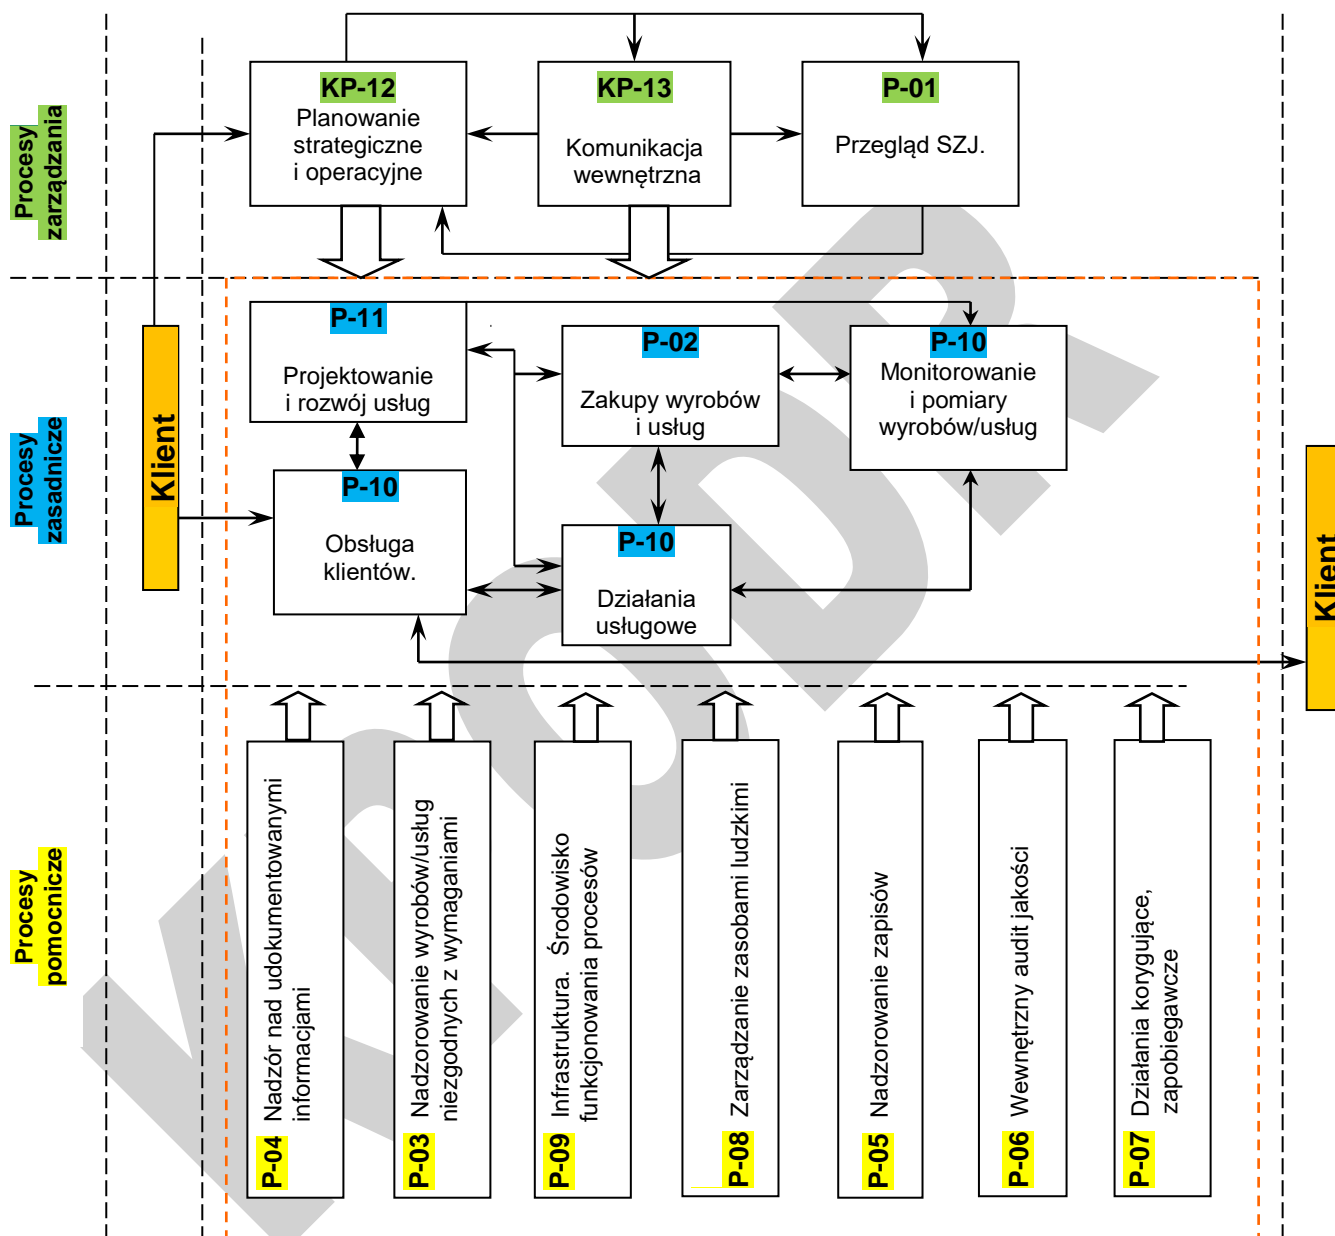 Procesy
zarządzania
KP-12
Planowanie
strategiczne
i operacyjne
KP-13
Komunikacja
wewnętrzna
P-01
Przegląd SZJ.
Procesy
zasadnicze
Klient
P-11
Projektowanie
i rozwój usług
P-02
Zakupy wyrobów
i usług
P-10
Monitorowanie
i pomiary
wyrobów/usług
P-10
Obsługa
klientów.
P-10
Działania
usługowe
Klient
Procesy
pomocnicze
P-04 Nadzór nad udokumentowanymi
informacjami
P-03 Nadzorowanie wyrobów/usług
niezgodnych z wymaganiami
P-09 Infrastruktura. Środowisko
funkcjonowania procesów
P-08 Zarządzanie zasobami ludzkimi
P-05 Nadzorowanie zapisów
P-06 Wewnętrzny audit jakości
P-07 Działania korygujące,
zapobiegawcze
KPODR